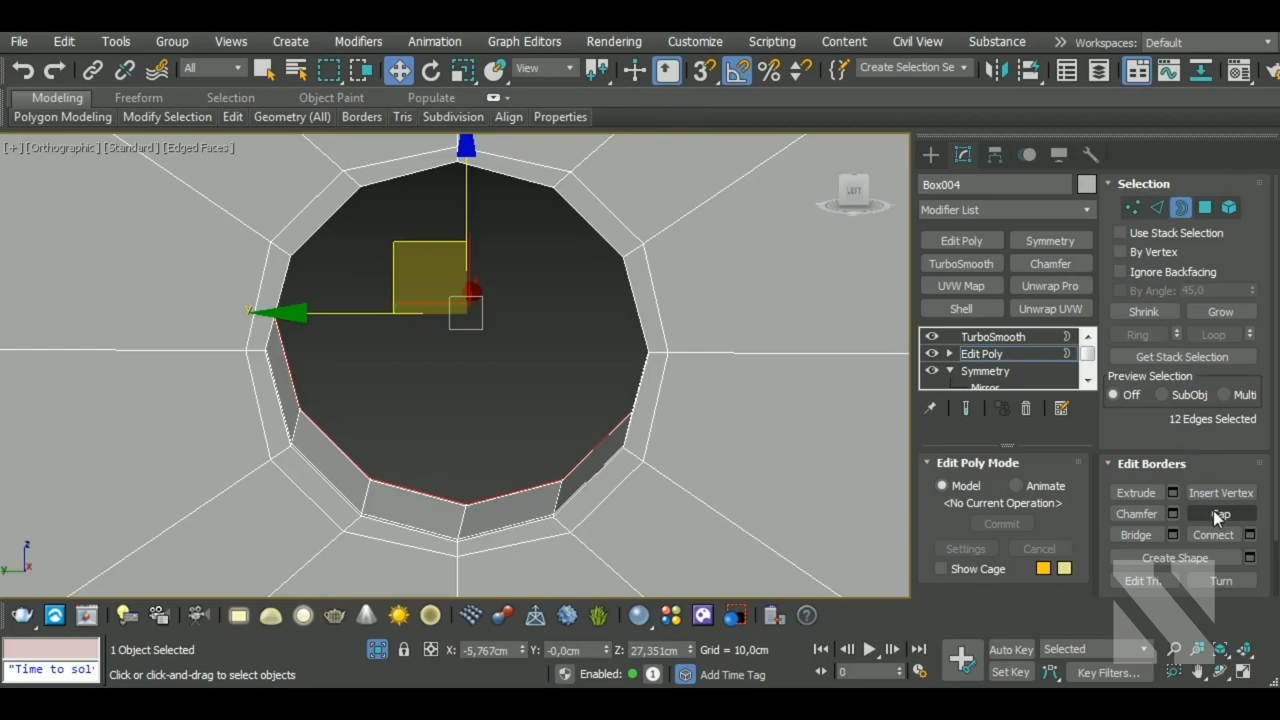 File Edit Tools Group Views Create Modifiers Animation Graph Editors Rendering Customize Scripting Content Civil View Substance Workspaces: Default
All View Create Selection Se
Modeling Freeform Selection Object Paint Populate
Polygon Modeling Modify Selection Edit Geometry (All) Borders Tris Subdivision Align Properties
[+] [Orthographic] [Standard] [Edged Faces]
LEFT
y
z
y x
Box004
Modifier List
Edit Poly Symmetry
TurboSmooth Chamfer
UVW Map Unwrap Pro
Shell Unwrap UVW
TurboSmooth
Edit Poly
Symmetry
Mirror
Edit Poly Mode
Model Animate
<No Current Operation>
Commit
Settings Cancel
Show Cage
Selection
Use Stack Selection
By Vertex
Ignore Backfacing
By Angle: 45,0
Shrink Grow
Ring Loop
Get Stack Selection
Preview Selection
Off SubObj Multi
12 Edges Selected
Edit Borders
Extrude Insert Vertex
Chamfer Cap
Bridge Connect
Create Shape
Edit Tri. Turn
"Time to sol
1 Object Selected
Click or click-and-drag to select objects
X: -5,767cm Y: -0,0cm Z: 27,351cm Grid = 10,0cm
Enabled: 1 Add Time Tag
0
Auto Key Selected
Set Key Key Filters...